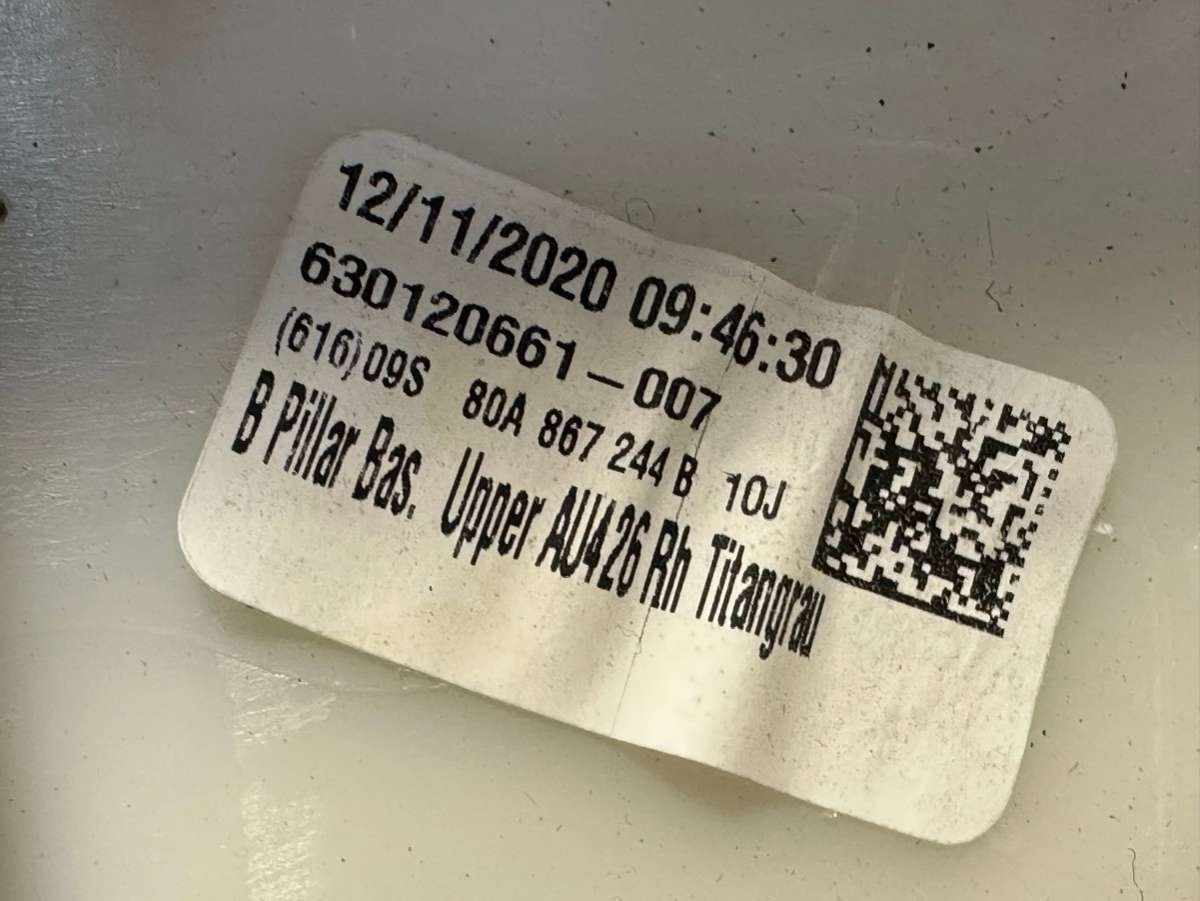 12/11/2020 09:46:30
630120661-007
(616)09S 80A 867 244 B 10J
B Pillar Bas. Upper AU426 Rh Titangrau